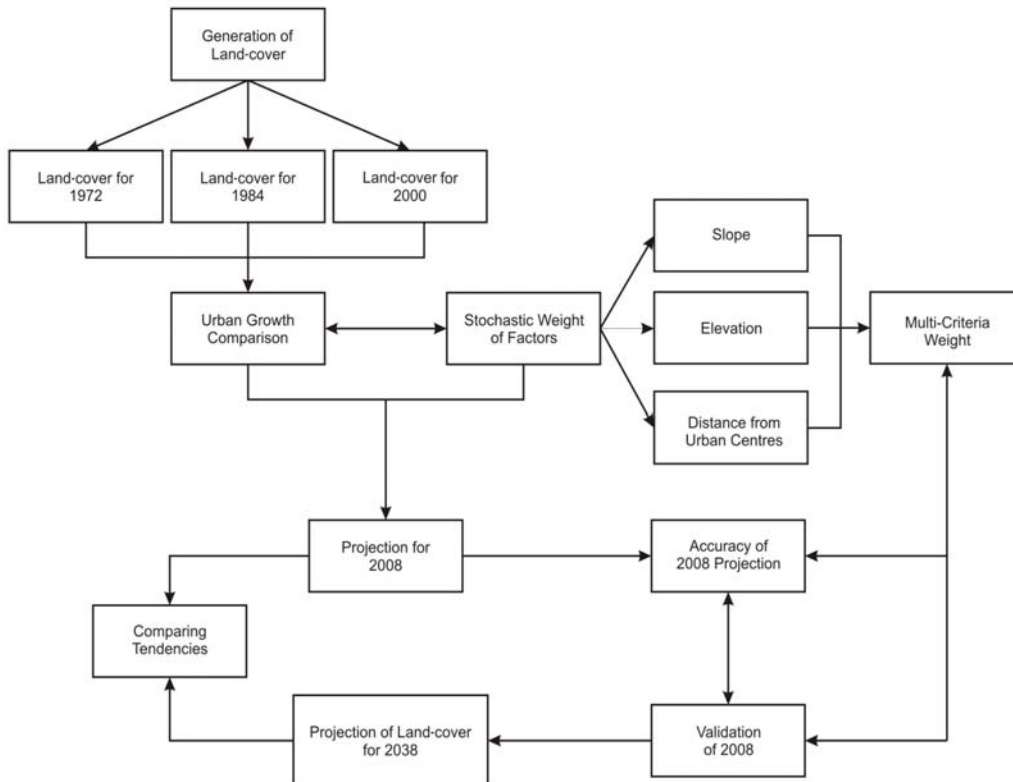 Generation of
Land-cover
Land-cover for
1972
Land-cover for
1984
Land-cover for
2000
Slope
Urban Growth
Comparison
Stochastic Weight
of Factors
Elevation
Multi-Criteria
Weight
Distance from
Urban Centres
Projection for
2008
Accuracy of
2008 Projection
Comparing
Tendencies
Projection of Land-cover
for 2038
Validation
of 2008